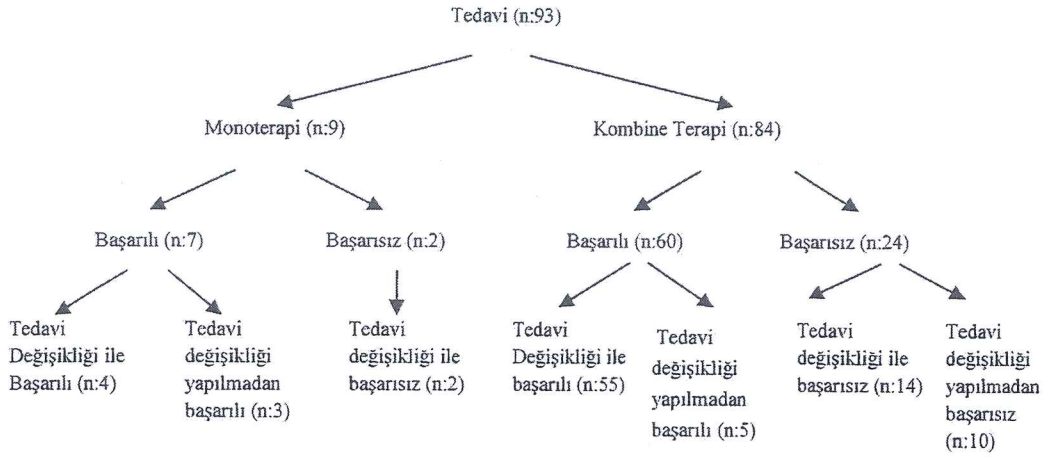 Tedavi (n:93)
Monoterapi (n:9)
Kombine Terapi (n:84)
Başarılı (n:7)
Başarısız (n:2)
Başarılı (n:60)
Başarısız (n:24)
Tedavi
Değişikliği ile
Başarılı (n:4)
Tedavi
değişikliği
yapılmadan
başarılı (n:3)
Tedavi
değişikliği ile
başarısız (n:2)
Tedavi
Değişikliği ile
başarılı (n:55)
Tedavi
değişikliği
yapılmadan
başarılı (n:5)
Tedavi
değişikliği ile
başarısız (n:14)
Tedavi
değişikliği
yapılmadan
başarısız
(n:10)